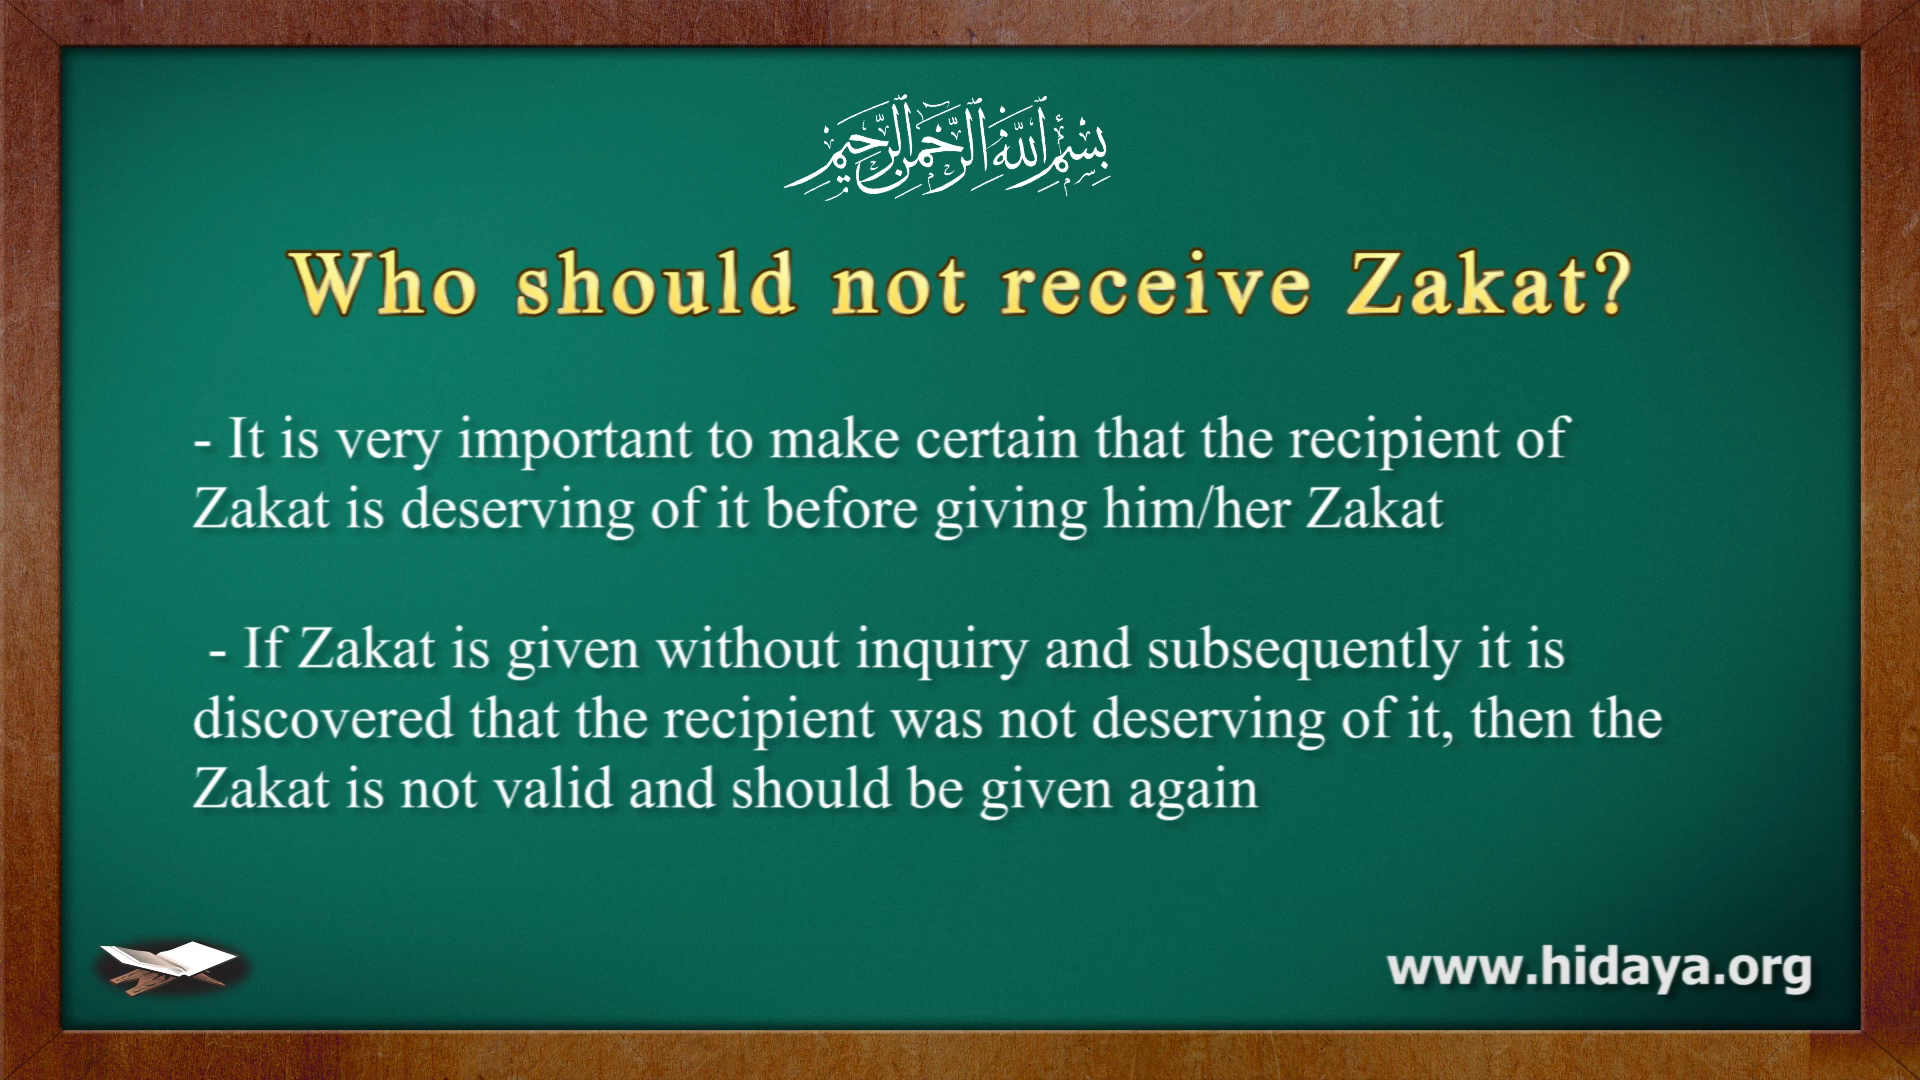 بِسْمِ اللَّهِ الرَّحْمَٰنِ الرَّحِيمِ
Who should not receive Zakat?
- It is very important to make certain that the recipient of
Zakat is deserving of it before giving him/her Zakat
- If Zakat is given without inquiry and subsequently it is
discovered that the recipient was not deserving of it, then the
Zakat is not valid and should be given again
www.hidaya.org